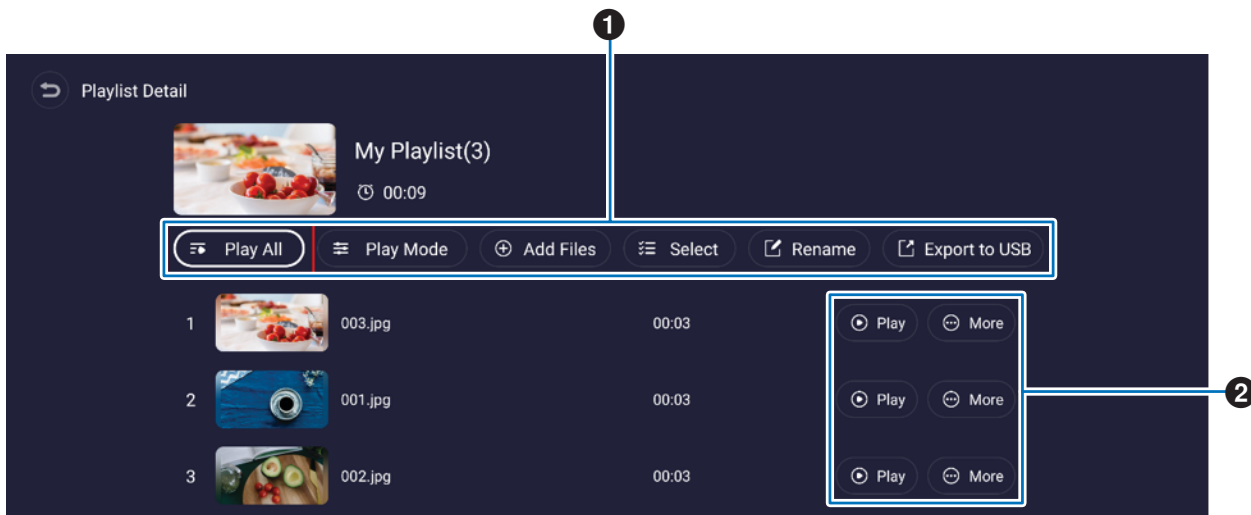 1
Playlist Detail
My Playlist(3)
00:09
Play All Play Mode Add Files Select Rename Export to USB
1 003.jpg 00:03 Play More
2 001.jpg 00:03 Play More
2
3 002.jpg 00:03 Play More